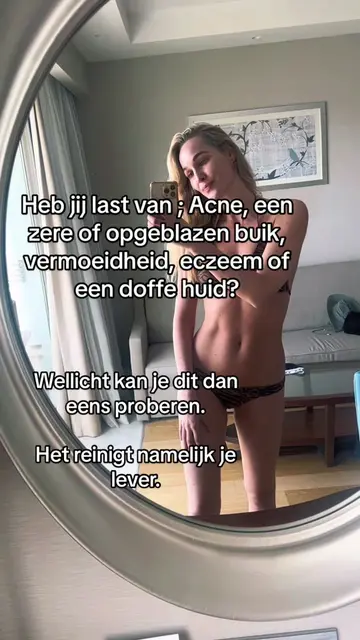 Heb jij last van ; Acne, een
zere of opgeblazen buik,
vermoeidheid, eczeem of
een doffe huid?
Wellicht kan je dit dan
eens proberen.
Het reinigt namelijk je
lever.